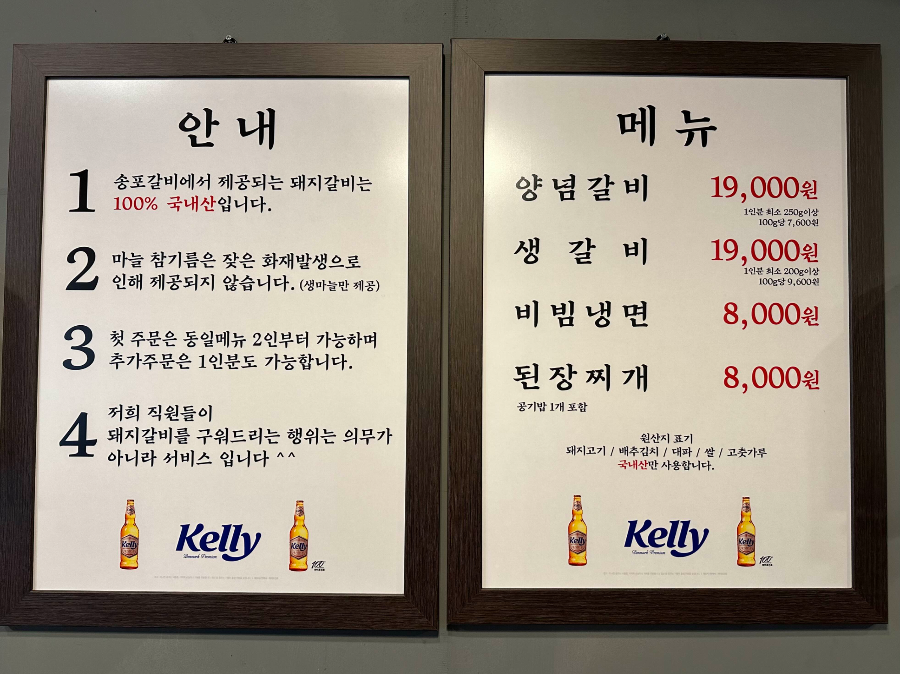 안내
1 송포갈비에서 제공되는 돼지갈비는
100% 국내산입니다.
2 마늘 참기름은 잦은 화재발생으로
인해 제공되지 않습니다. (생마늘만 제공)
3 첫 주문은 동일메뉴 2인부터 가능하며
추가주문은 1인분도 가능합니다.
4 저희 직원들이
돼지갈비를 구워드리는 행위는 의무가
아니라 서비스 입니다 ^^
Kelly
Kelly
Kelly
메뉴
양념갈비 19,000원
1인분 최소 250g이상
100g당 7,600원
생갈비 19,000원
1인분 최소 200g이상
100g당 9,600원
비빔냉면 8,000원
된장찌개 8,000원
공기밥 1개 포함
원산지 표기
돼지고기 / 배추김치 / 대파 / 쌀 / 고춧가루
국내산만 사용합니다.
Kelly
Kelly
Kelly